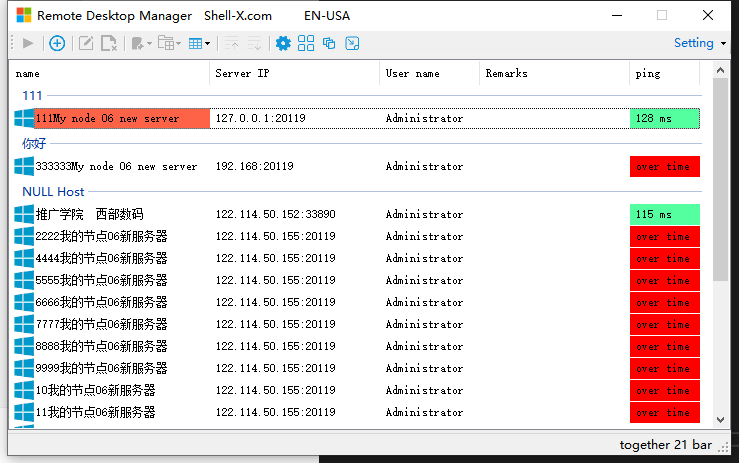 Remote Desktop Manager Shell-X.com EN-USA
Setting
name Server IP User name Remarks ping
111
111My node 06 new server 127.0.0.1:20119 Administrator 128 ms
你好
333333My node 06 new server 192.168:20119 Administrator over time
NULL Host
推广学院 西部数码 122.114.50.152:33890 Administrator 115 ms
2222我的节点06新服务器 122.114.50.155:20119 Administrator over time
4444我的节点06新服务器 122.114.50.155:20119 Administrator over time
5555我的节点06新服务器 122.114.50.155:20119 Administrator over time
6666我的节点06新服务器 122.114.50.155:20119 Administrator over time
7777我的节点06新服务器 122.114.50.155:20119 Administrator over time
8888我的节点06新服务器 122.114.50.155:20119 Administrator over time
9999我的节点06新服务器 122.114.50.155:20119 Administrator over time
10我的节点06新服务器 122.114.50.155:20119 Administrator over time
11我的节点06新服务器 122.114.50.155:20119 Administrator over time
together 21 bar